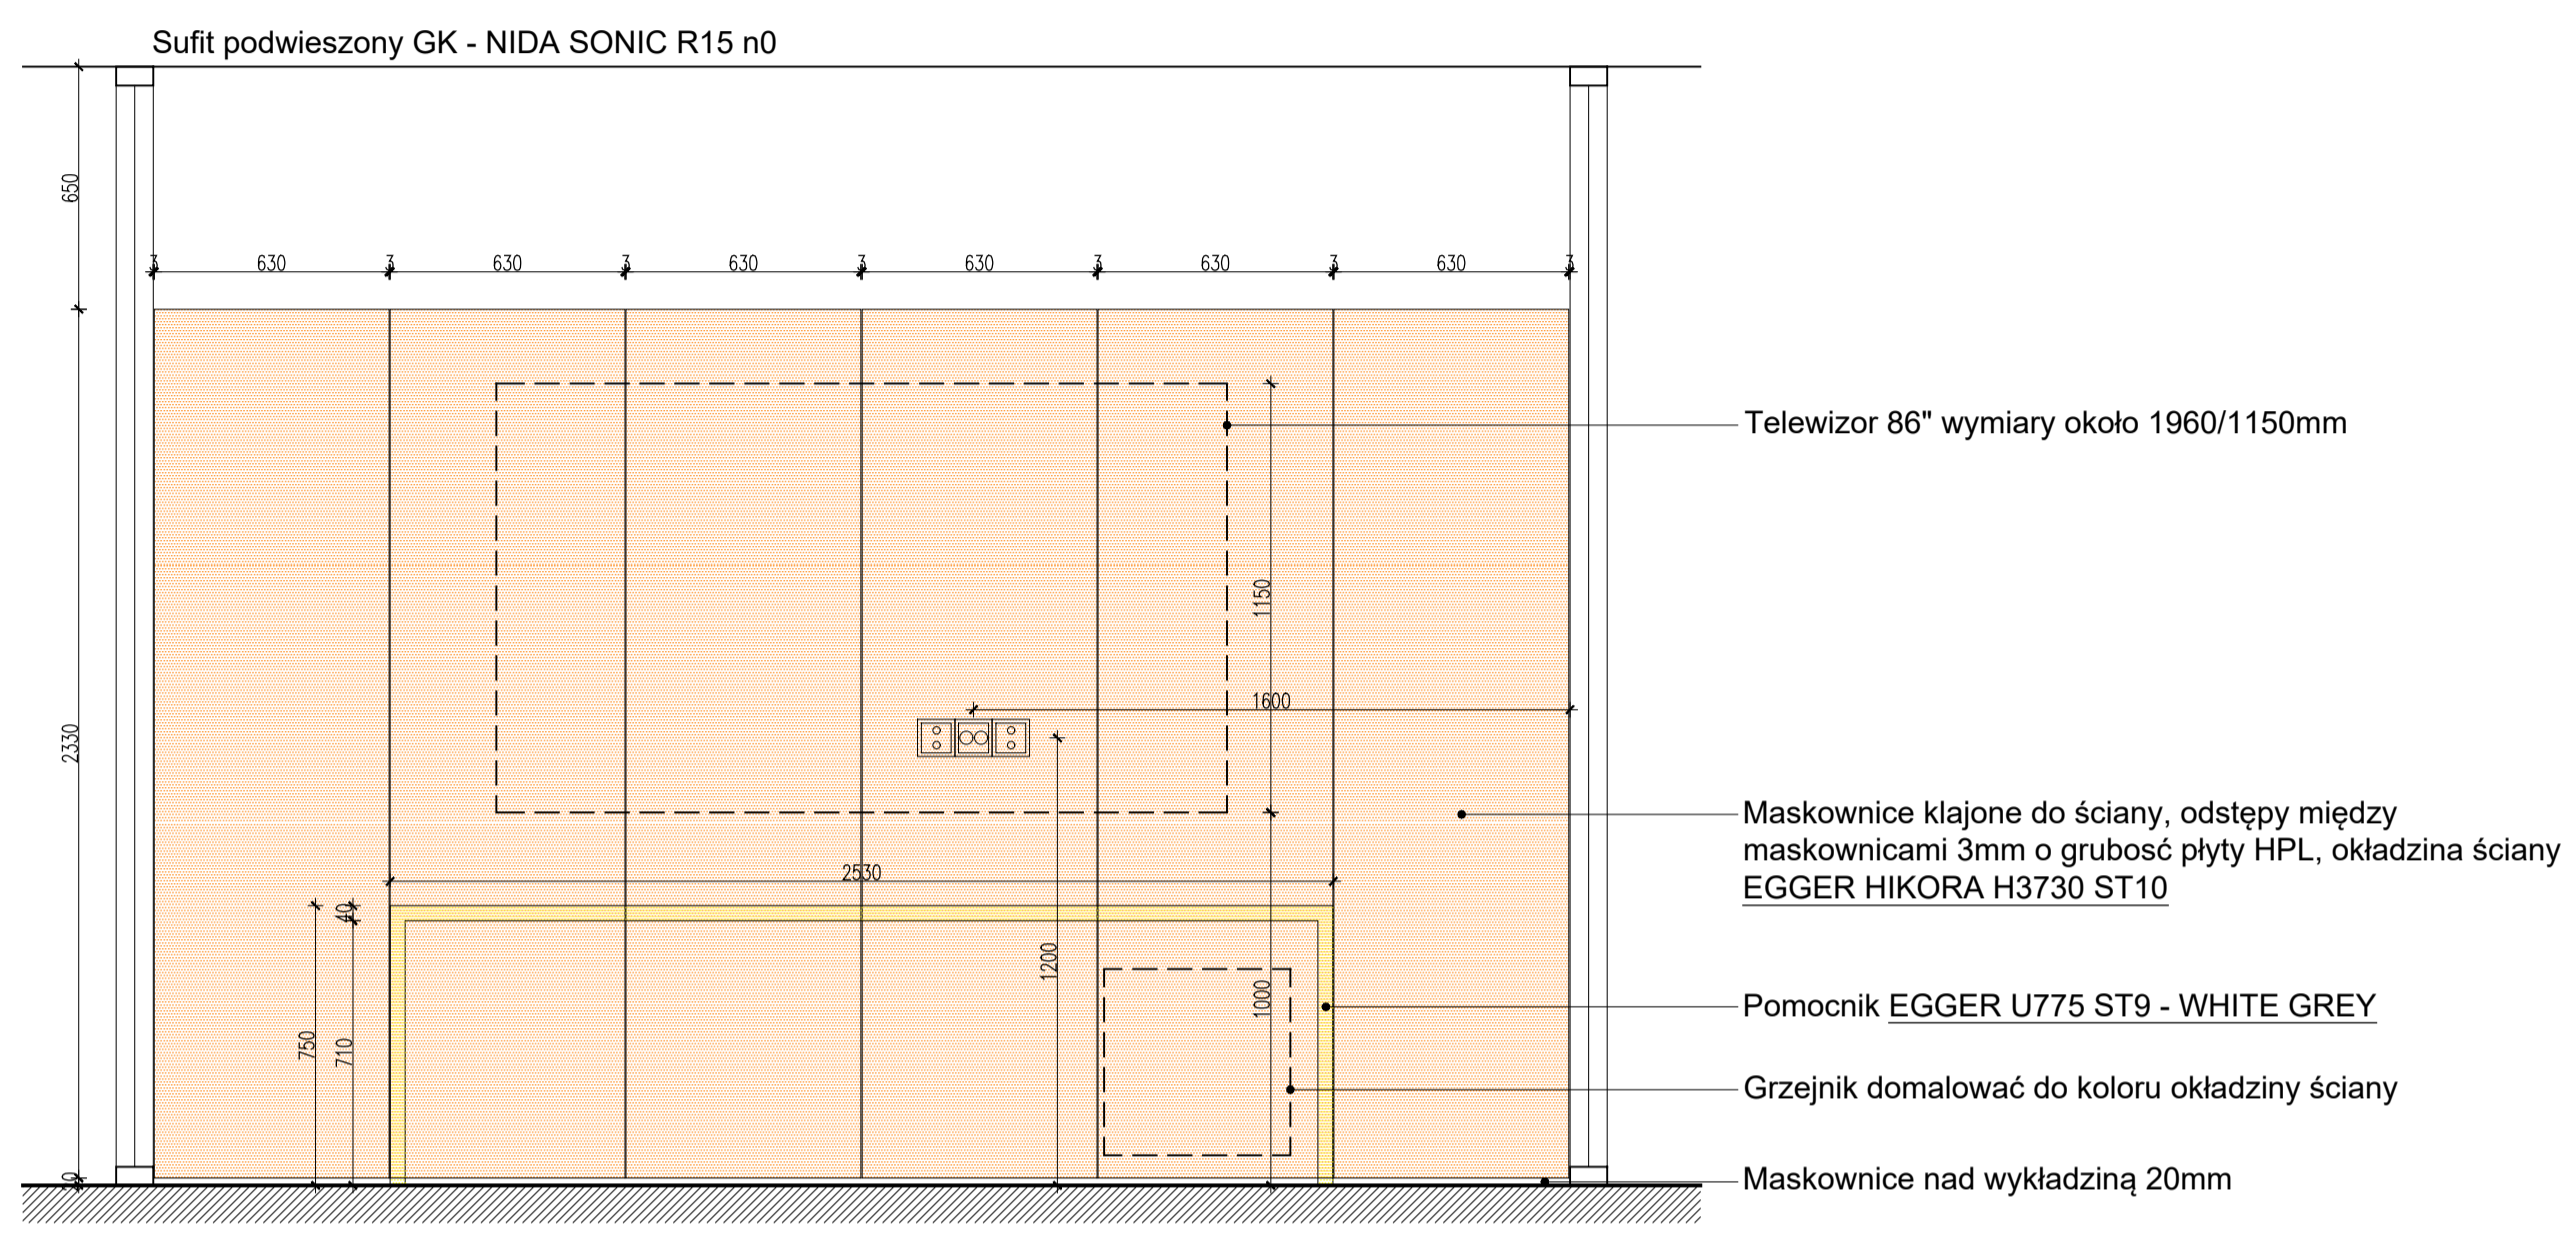 Sufit podwieszony GK - NIDA SONIC R15 n0
650
3 630 3 630 3 630 3 630 3 630 3 630 3
Telewizor 86" wymiary około 1960/1150mm
1150
1600
2330
Maskownice klajone do ściany, odstępy między
maskownicami 3mm o grubosć płyty HPL, okładzina ściany
EGGER HIKORA H3730 ST10
2530
40
1200
1000
Pomocnik EGGER U775 ST9 - WHITE GREY
750
710
Grzejnik domalować do koloru okładziny ściany
20
Maskownice nad wykładziną 20mm